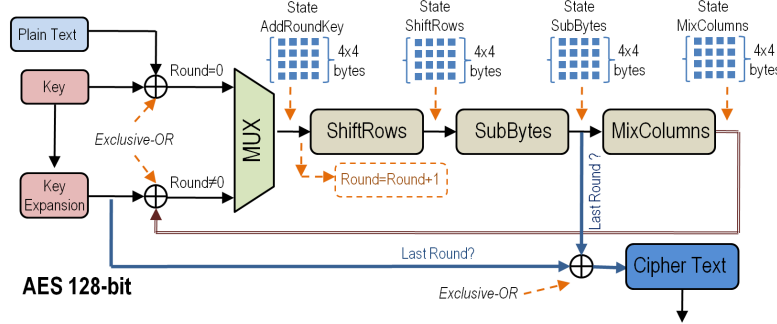 State
AddRoundKey
State
ShiftRows
State
SubBytes
State
MixColumns
Plain Text
4x4
bytes
4x4
bytes
4x4
bytes
4x4
bytes
Key
Round=0
Exclusive-OR
MUX
ShiftRows
SubBytes
MixColumns
Round=Round+1
Key
Expansion
Round≠0
Last Round ?
Last Round?
Cipher Text
Exclusive-OR
AES 128-bit